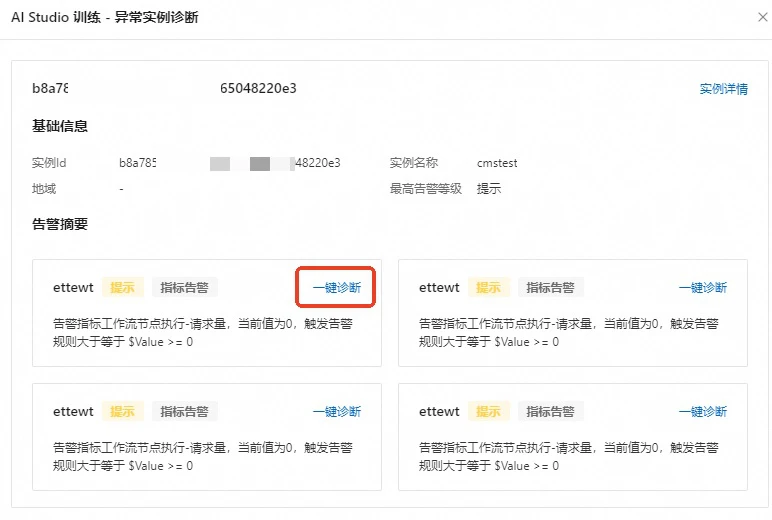 AI Studio 训练 - 异常实例诊断
b8a78 65048220e3 实例详情
基础信息
实例Id b8a785 48220e3 实例名称 cmstest
地域 - 最高告警等级 提示
告警摘要
ettewt 提示 指标告警 一键诊断
告警指标工作流节点执行-请求量，当前值为0，触发告警
规则大于等于 $Value >= 0
ettewt 提示 指标告警 一键诊断
告警指标工作流节点执行-请求量，当前值为0，触发告警
规则大于等于 $Value >= 0
ettewt 提示 指标告警 一键诊断
告警指标工作流节点执行-请求量，当前值为0，触发告警
规则大于等于 $Value >= 0
ettewt 提示 指标告警 一键诊断
告警指标工作流节点执行-请求量，当前值为0，触发告警
规则大于等于 $Value >= 0